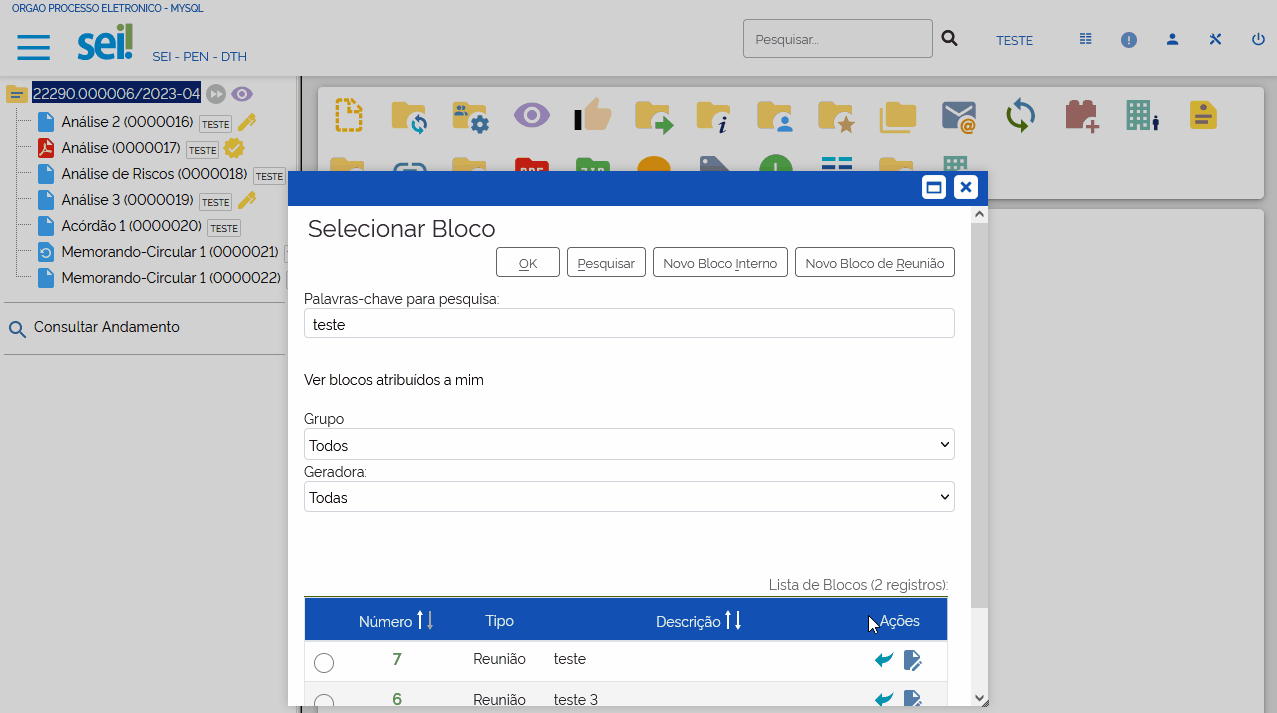 ORGAO PROCESSO ELETRONICO - MYSQL
sei!
SEI - PEN - DTH
Pesquisar...
TESTE
22290.000006/2023-04
Análise 2 (0000016) TESTE
Análise (0000017) TESTE
Análise de Riscos (0000018) TESTE
Análise 3 (0000019) TESTE
Acórdão 1 (0000020) TESTE
Memorando-Circular 1 (0000021)
Memorando-Circular 1 (0000022)
Consultar Andamento
Selecionar Bloco
OK
Pesquisar
Novo Bloco Interno
Novo Bloco de Reunião
Palavras-chave para pesquisa:
teste
Ver blocos atribuídos a mim
Grupo
Todos
Geradora:
Todas
Lista de Blocos (2 registros):
Número Tipo Descrição Ações
7 Reunião teste
6 Reunião teste 3